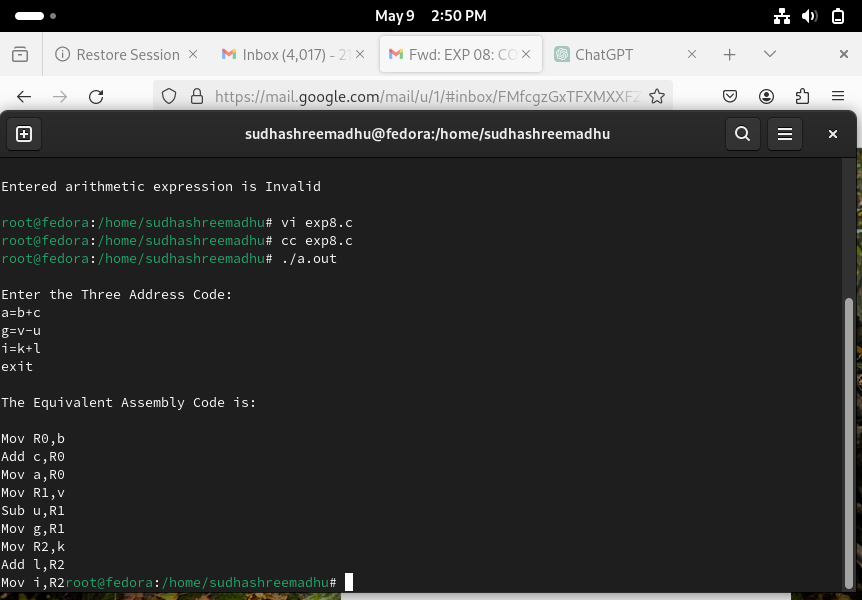 May 9 2:50 PM
Restore Session
Inbox (4,017) - 21
Fwd: EXP 08: CO
ChatGPT
https://mail.google.com/mail/u/1/#inbox/FMfcgzGxTFXMXXFZ
sudhashreemadhu@fedora:/home/sudhashreemadhu
Entered arithmetic expression is Invalid
root@fedora:/home/sudhashreemadhu# vi exp8.c
root@fedora:/home/sudhashreemadhu# cc exp8.c
root@fedora:/home/sudhashreemadhu# ./a.out
Enter the Three Address Code:
a=b+c
g=v-u
i=k+l
exit
The Equivalent Assembly Code is:
Mov R0,b
Add c,R0
Mov a,R0
Mov R1,v
Sub u,R1
Mov g,R1
Mov R2,k
Add l,R2
Mov i,R2root@fedora:/home/sudhashreemadhu#